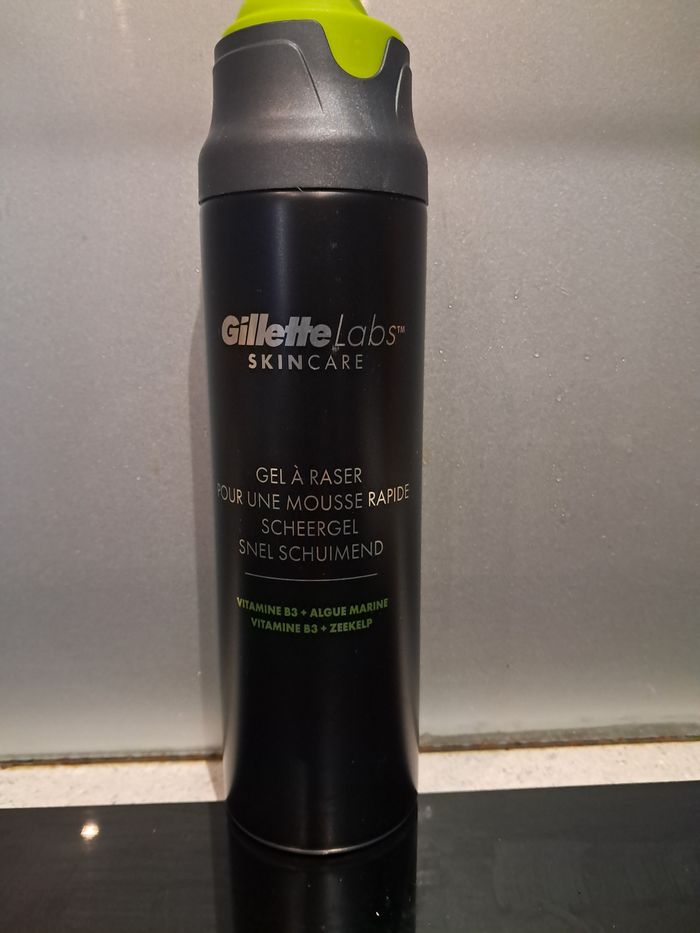 GilletteLabs™
SKINCARE
GEL À RASER
POUR UNE MOUSSE RAPIDE
SCHEERGEL
SNEL SCHUIMEND
VITAMINE B3 + ALGUE MARINE
VITAMINE B3 + ZEEKELP